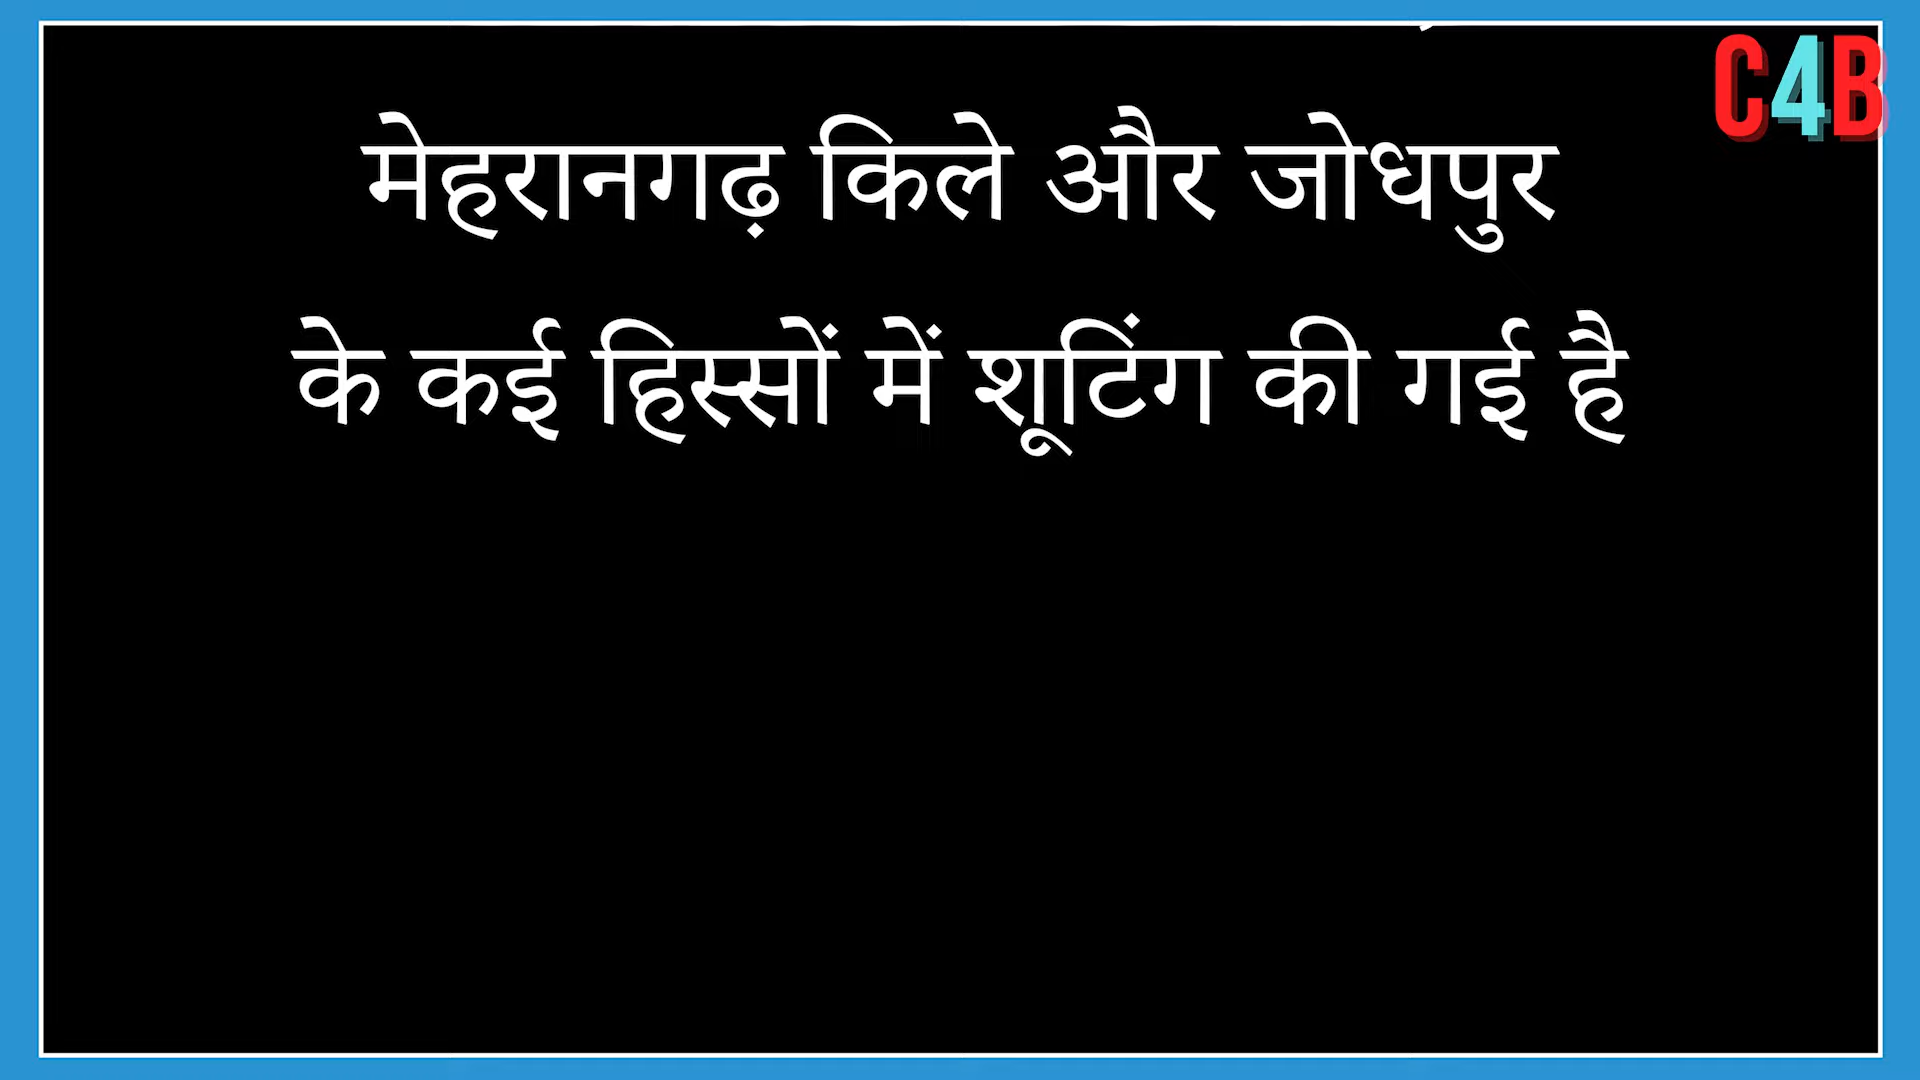 C4B
मेहरानगढ़ किले और जोधपुर
के कई हिस्सों में शूटिंग की गई है